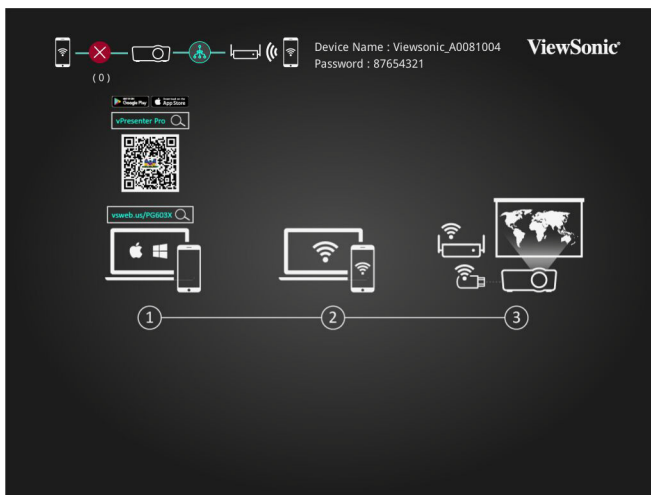 Device Name : Viewsonic_A0081004
ViewSonic®
Password : 87654321
( 0 )
Google Play
App Store
vPresenter Pro
vsweb.us/PG603X
1
2
3